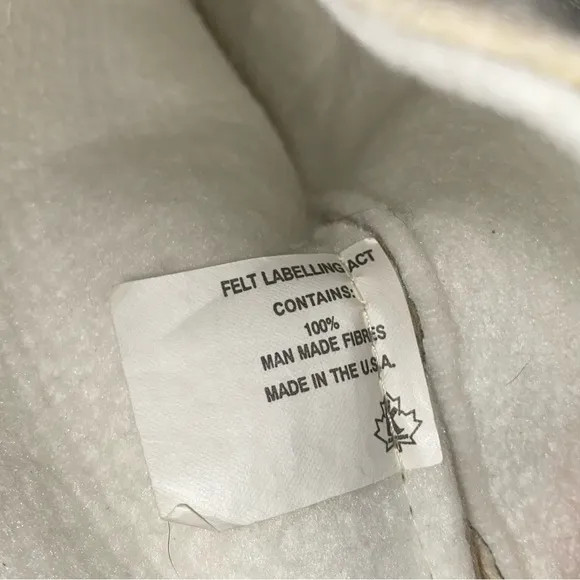 FELT LABELLING ACT
CONTAINS:
100%
MAN MADE FIBRES
MADE IN THE U.S.A.